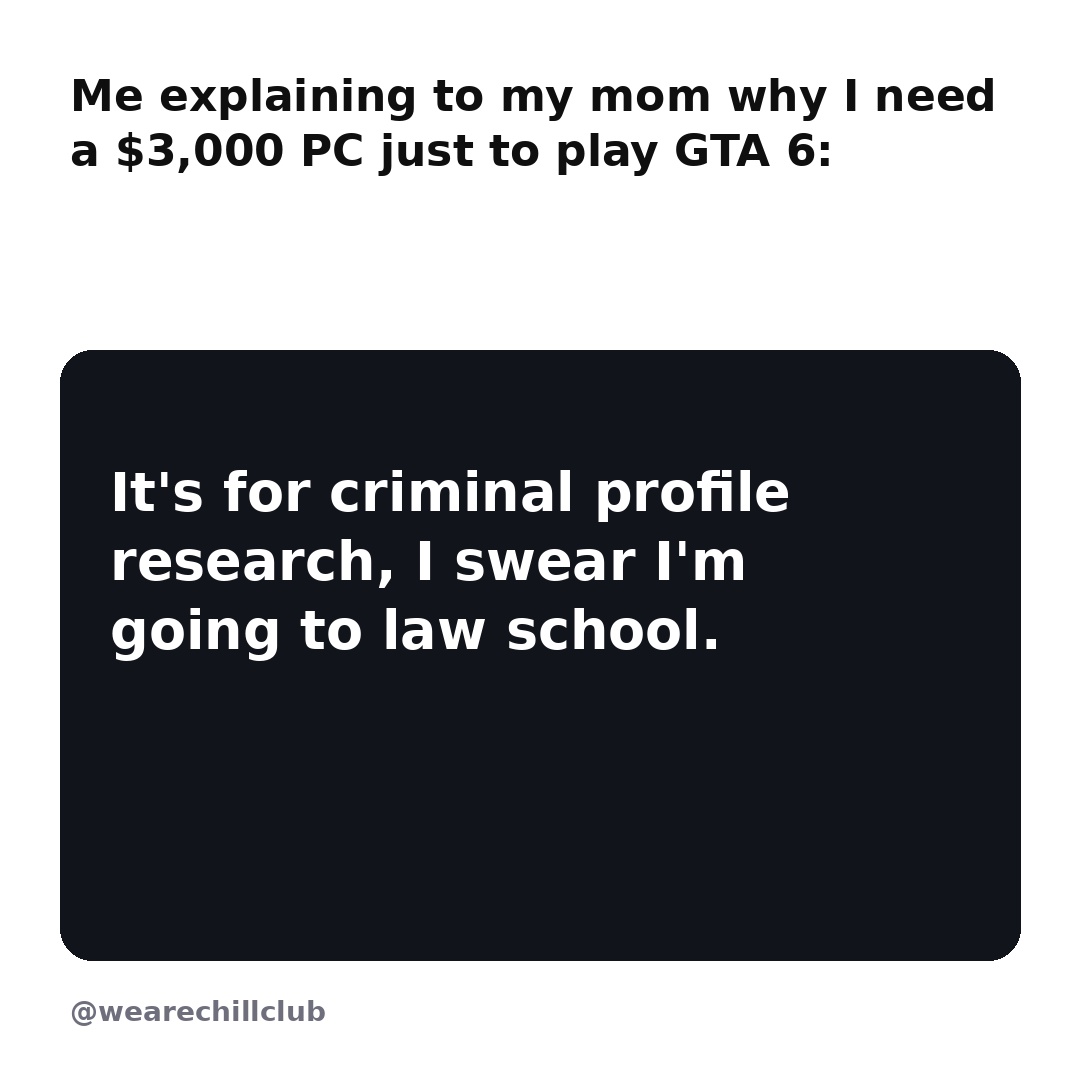 Me explaining to my mom why I need
a $3,000 PC just to play GTA 6:
It's for criminal profile
research, I swear I'm
going to law school.
@wearechillclub